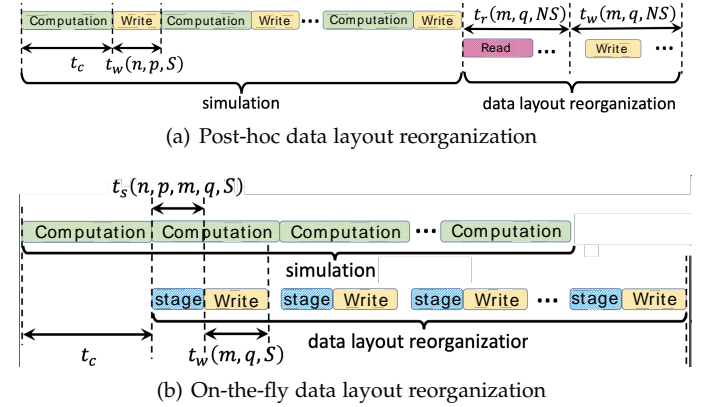 Computation Write Computation Write ••• Computation Write t_r(m, q, NS) t_w(m, q, NS)
Read ••• Write •••
t_c t_w(n, p, S)
simulation data layout reorganization
(a) Post-hoc data layout reorganization
t_s(n, p, m, q, S)
Computation Computation Computation ••• Computation
simulation
stage Write stage Write stage Write ••• stage Write
t_c t_w(m, q, S) data layout reorganizatior
(b) On-the-fly data layout reorganization